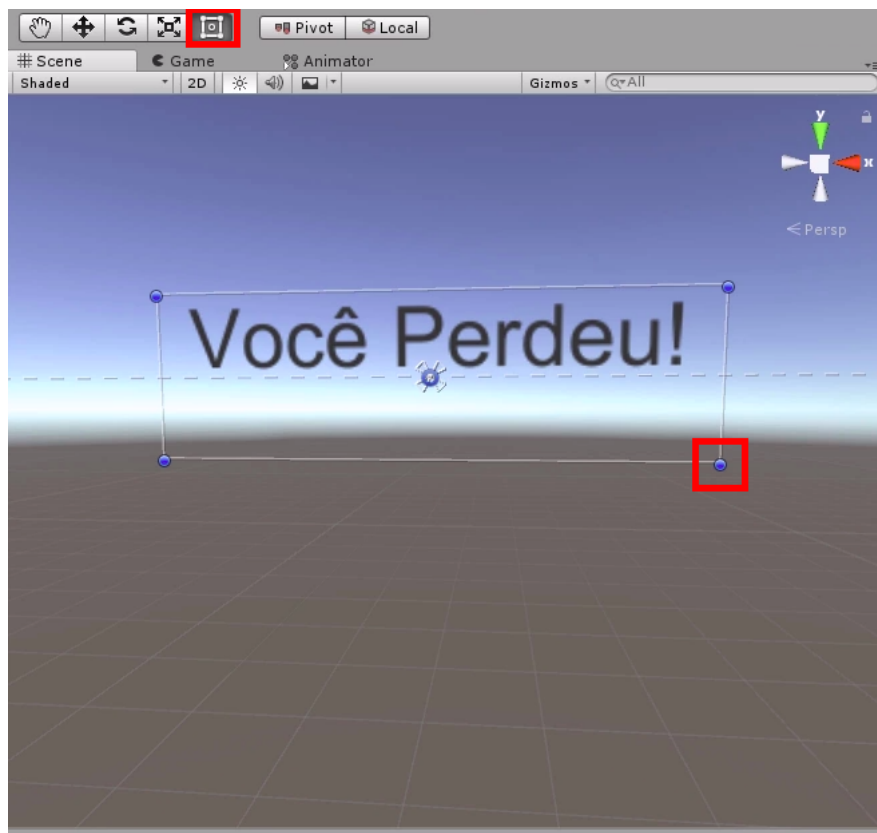 Pivot Local
Scene Game Animator
Shaded 2D Gizmos All
y
x
Persp
Você Perdeu!